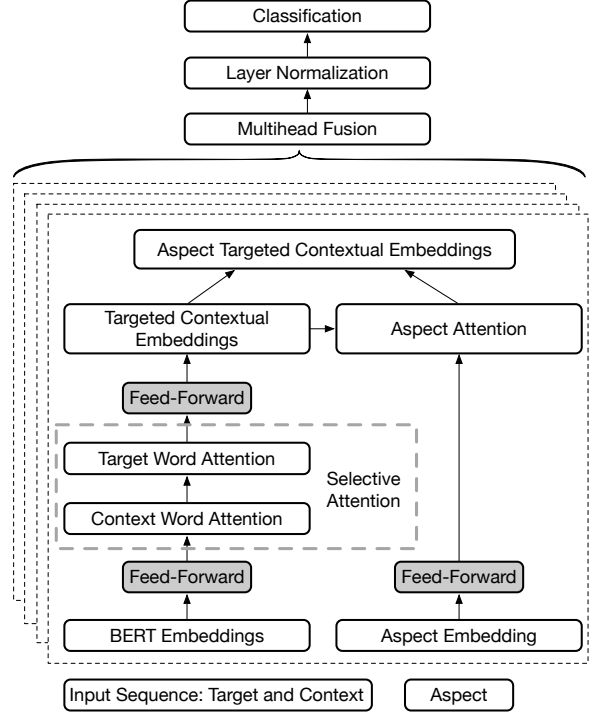 Classification
Layer Normalization
Multihead Fusion
Aspect Targeted Contextual Embeddings
Targeted Contextual
Embeddings
Aspect Attention
Feed-Forward
Target Word Attention
Selective
Attention
Context Word Attention
Feed-Forward
Feed-Forward
BERT Embeddings
Aspect Embedding
Input Sequence: Target and Context
Aspect